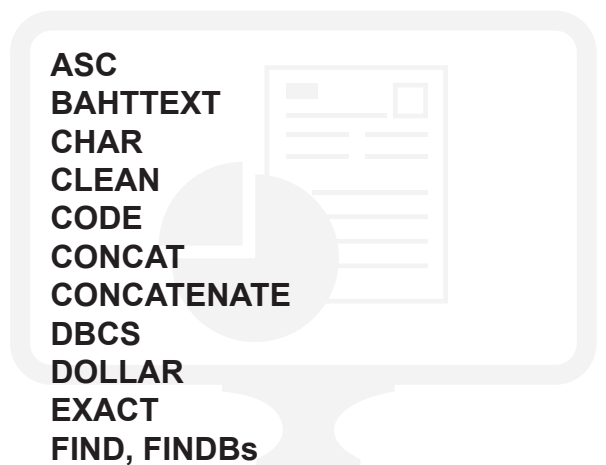 ASC
BAHTTEXT
CHAR
CLEAN
CODE
CONCAT
CONCATENATE
DBCS
DOLLAR
EXACT
FIND, FINDBs